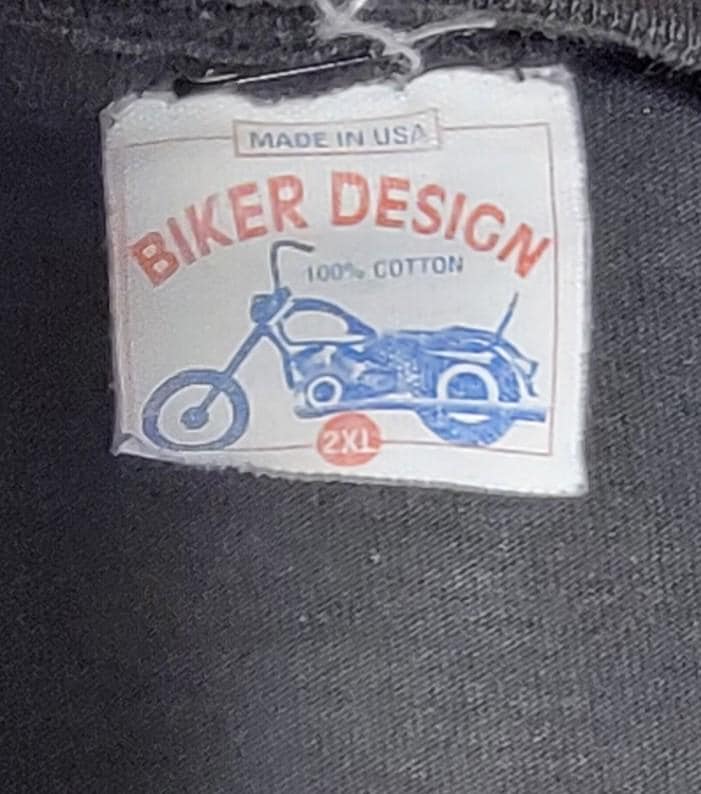 MADE IN USA
BIKER DESIGN
100% COTTON
2XL